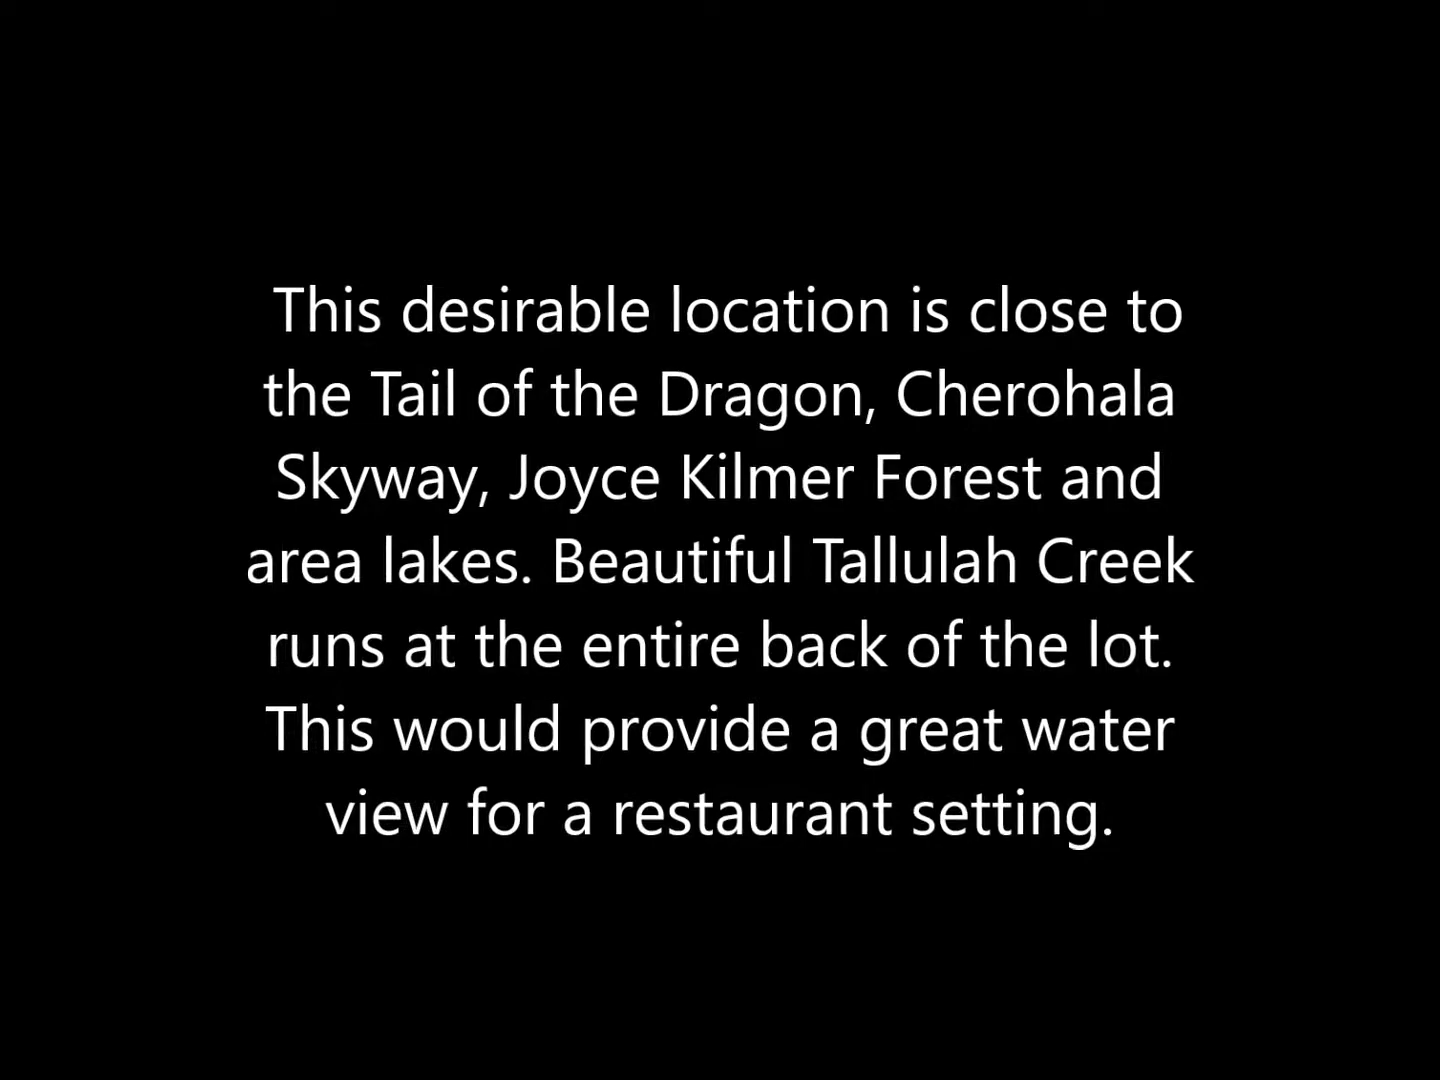 This desirable location is close to
the Tail of the Dragon, Cherohala
Skyway, Joyce Kilmer Forest and
area lakes. Beautiful Tallulah Creek
runs at the entire back of the lot.
This would provide a great water
view for a restaurant setting.